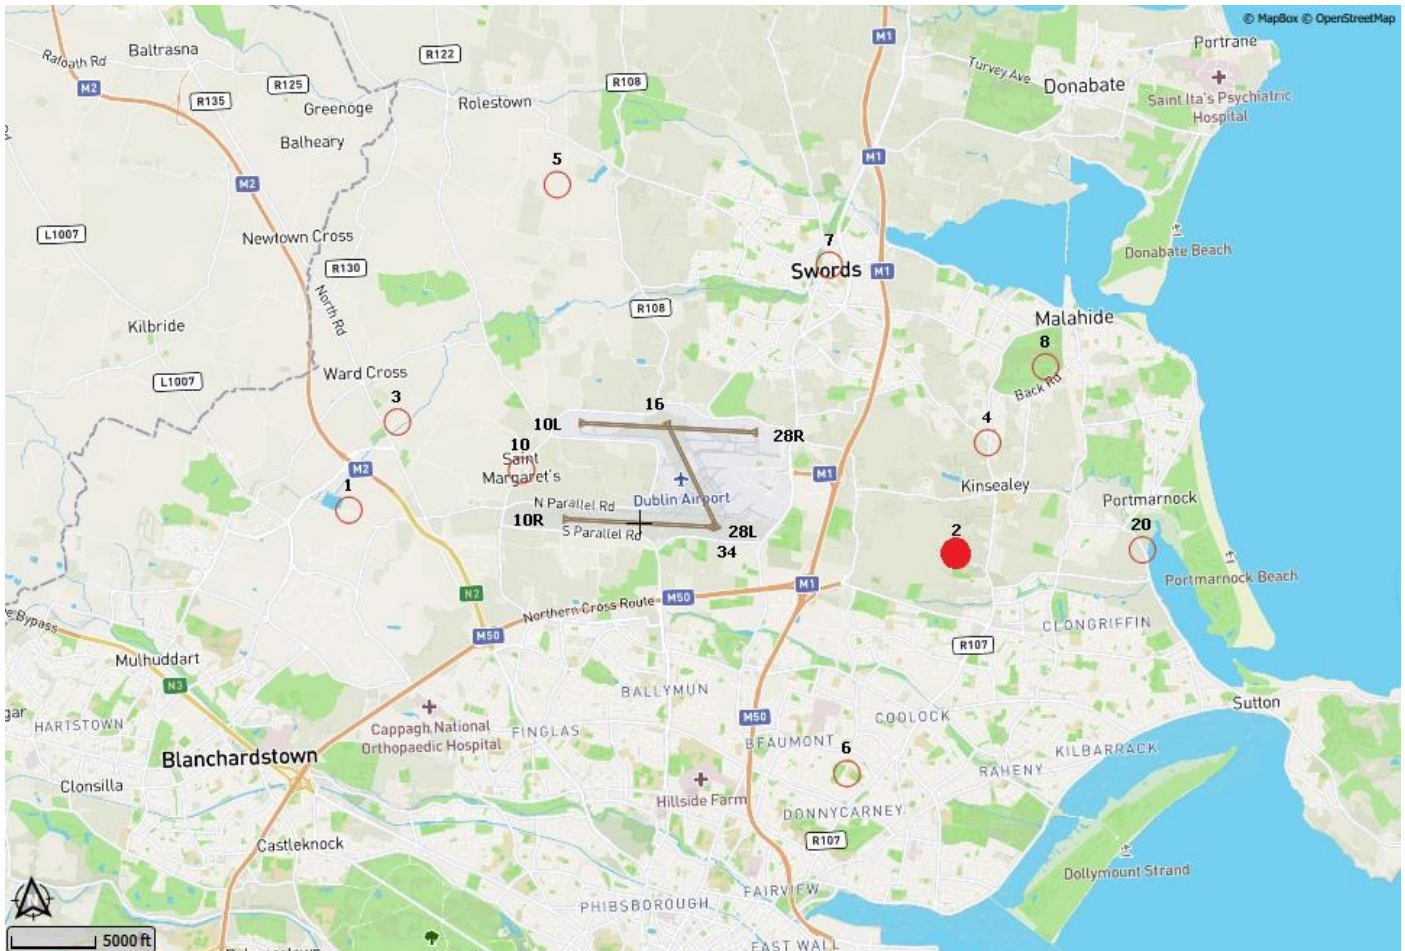 © MapBox © OpenStreetMap
M1
Portrane
Baltrasna
R122
Rafoath Rd
Turvey Ave
M2
R125
R108
Donabate
Saint Ita's Psychiatric
Hospital
R135
Greenoge
Rolestown
Balheary
M1
5
M2
L1007
Newtown Cross
7
Donabate Beach
R130
Swords
M1
North Rd
R108
Malahide
Kilbride
8
Ward Cross
L1007
Back Rd
3
16
10L
28R
4
10
Saint
Margaret's
M2
M1
1
Kinsealey
Dublin Airport
Portmarnock
N Parallel Rd
10R
S Parallel Rd
28L
34
2
20
Portmarnock Beach
M1
N2
Northern Cross Route
M50
M50
CLONGRIFFIN
R107
Bypass
Mulhuddart
N3
BALLYMUN
Sutton
HARTSTOWN
Cappagh National
Orthopaedic Hospital
FINGLAS
M50
COOLOCK
BEAUMONT
KILBARRACK
Blanchardstown
6
RAHENY
Clonsilla
Hillside Farm
DONNYCARNEY
R107
Castleknock
Dollymount Strand
FAIRVIEW
PHIBSBOROUGH
5000 ft
EAST WALL